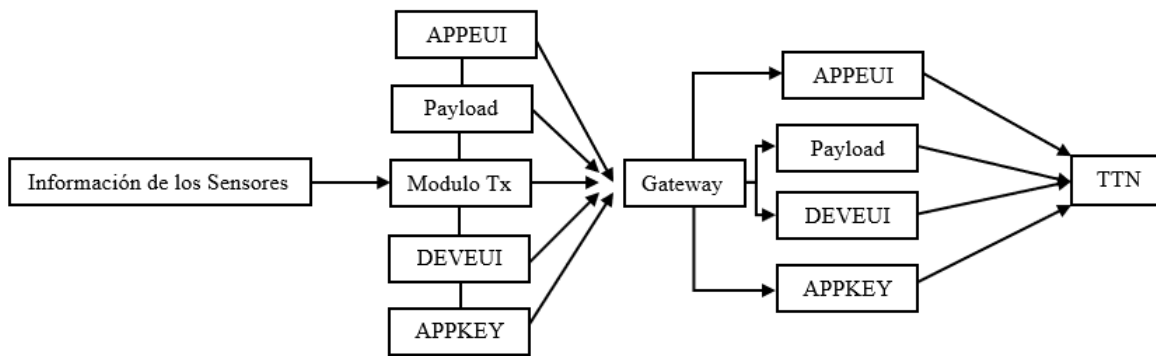 Información de los Sensores
APPEUI
Payload
Modulo Tx
DEVEUI
APPKEY
Gateway
APPEUI
Payload
DEVEUI
APPKEY
TTN